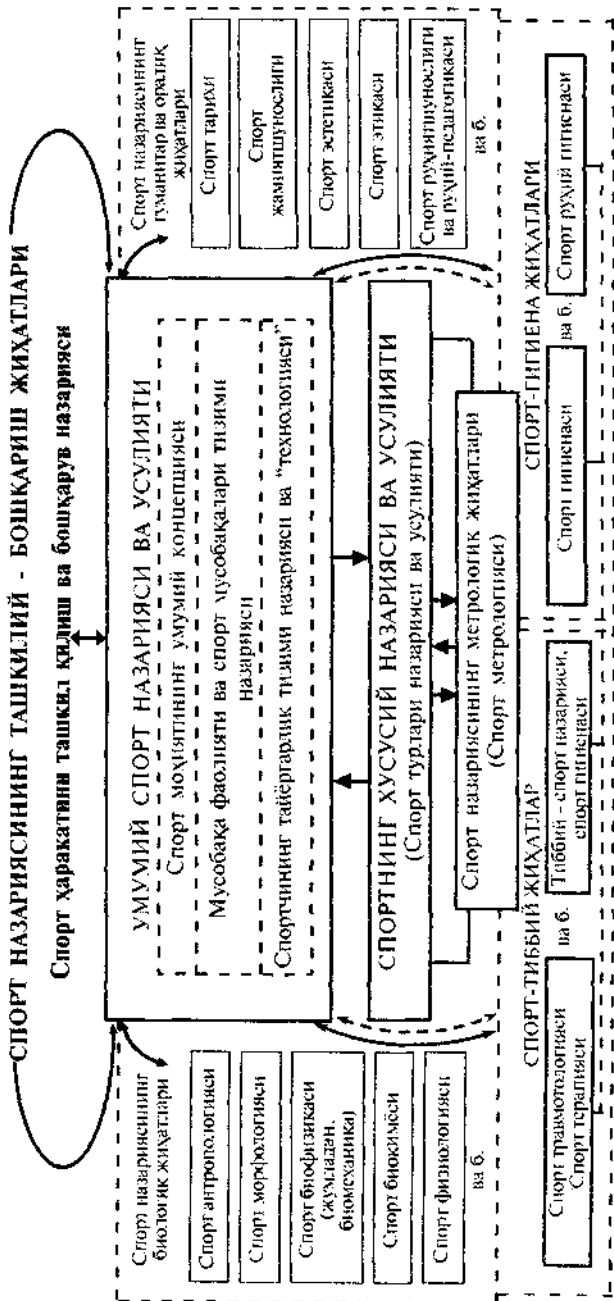 СПОРТ НАЗАРИЯСИНИНГ ТАШКИЛИЙ - БОШҚАРИШ ЖИҲАТЛАРИ
Спорт ҳаракатини ташкил қилиш ва бошқарув назарияси
Спорт назариясининг
биологик жиҳатлари
Спорт антропологияси
Спорт морфологияси
Спорт биофизикаси
(жумладан,
биомеханика)
Спорт биокимёси
Спорт физиологияси
ва б.
УМУМИЙ СПОРТ НАЗАРИЯСИ ВА УСУЛИЯТИ
Спорт моҳиятининг умумий концепцияси
Мусобақа фаолияти ва спорт мусобақалари тизими
назарияси
Спортчининг тайёргарлик тизими назарияси ва "технологияси"
СПОРТНИНГ ХУСУСИЙ НАЗАРИЯСИ ВА УСУЛИЯТИ
(Спорт турлари назарияси ва усулияти)
Спорт назариясининг метрологик жиҳатлари
(Спорт метрологияси)
Спорт назариясининг
гуманитар ва оралиқ
жиҳатлари
Спорт тарихи
Спорт
жамиятшунослиги
Спорт эстетикаси
Спорт этикаси
Спорт руҳиятшунослиги
ва руҳий-педагогикаси
ва б.
СПОРТ-ТИББИЙ ЖИҲАТЛАР
Спорт травмотологияси
Спорт терапияси
ва б.
Тиббий - спорт назарияси,
спорт гигиенаси
СПОРТ-ГИГИЕНА ЖИҲАТЛАРИ
Спорт гигиенаси
ва б.
Спорт руҳий гигиенаси